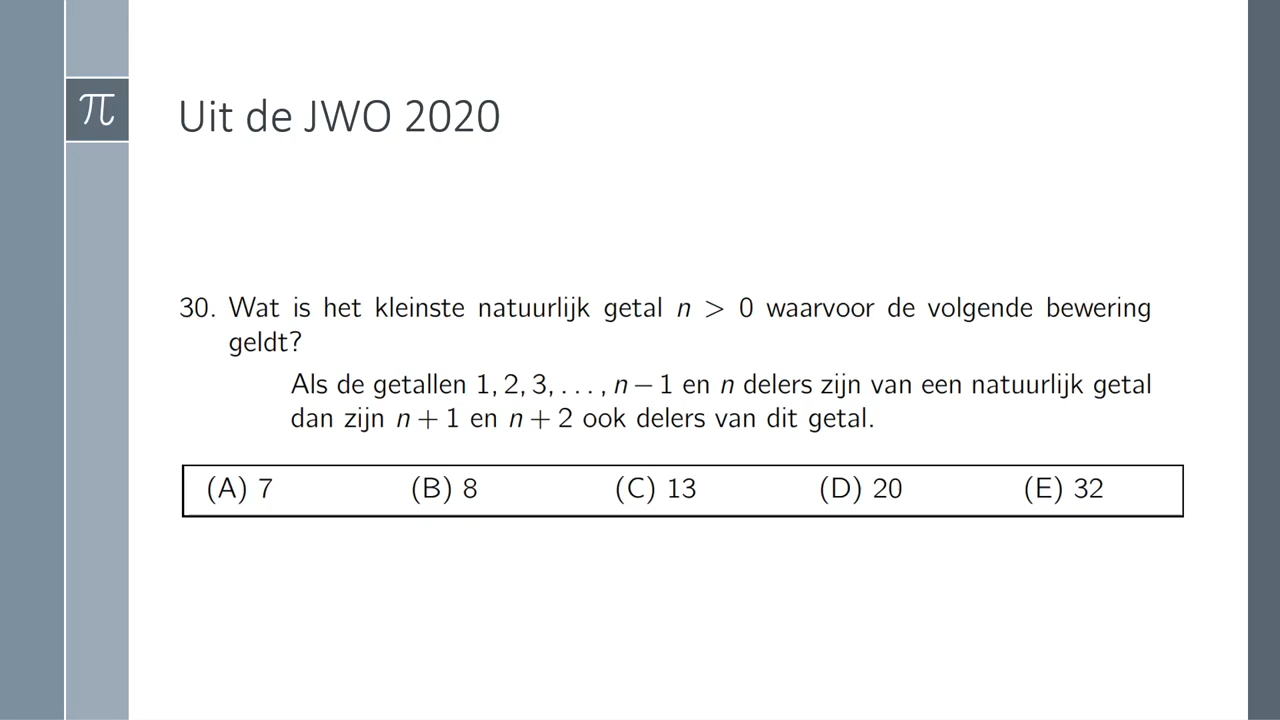 π
Uit de JWO 2020
30. Wat is het kleinste natuurlijk getal n > 0 waarvoor de volgende bewering
geldt?
Als de getallen 1, 2, 3, . . . , n − 1 en n delers zijn van een natuurlijk getal
dan zijn n + 1 en n + 2 ook delers van dit getal.
(A) 7 (B) 8 (C) 13 (D) 20 (E) 32